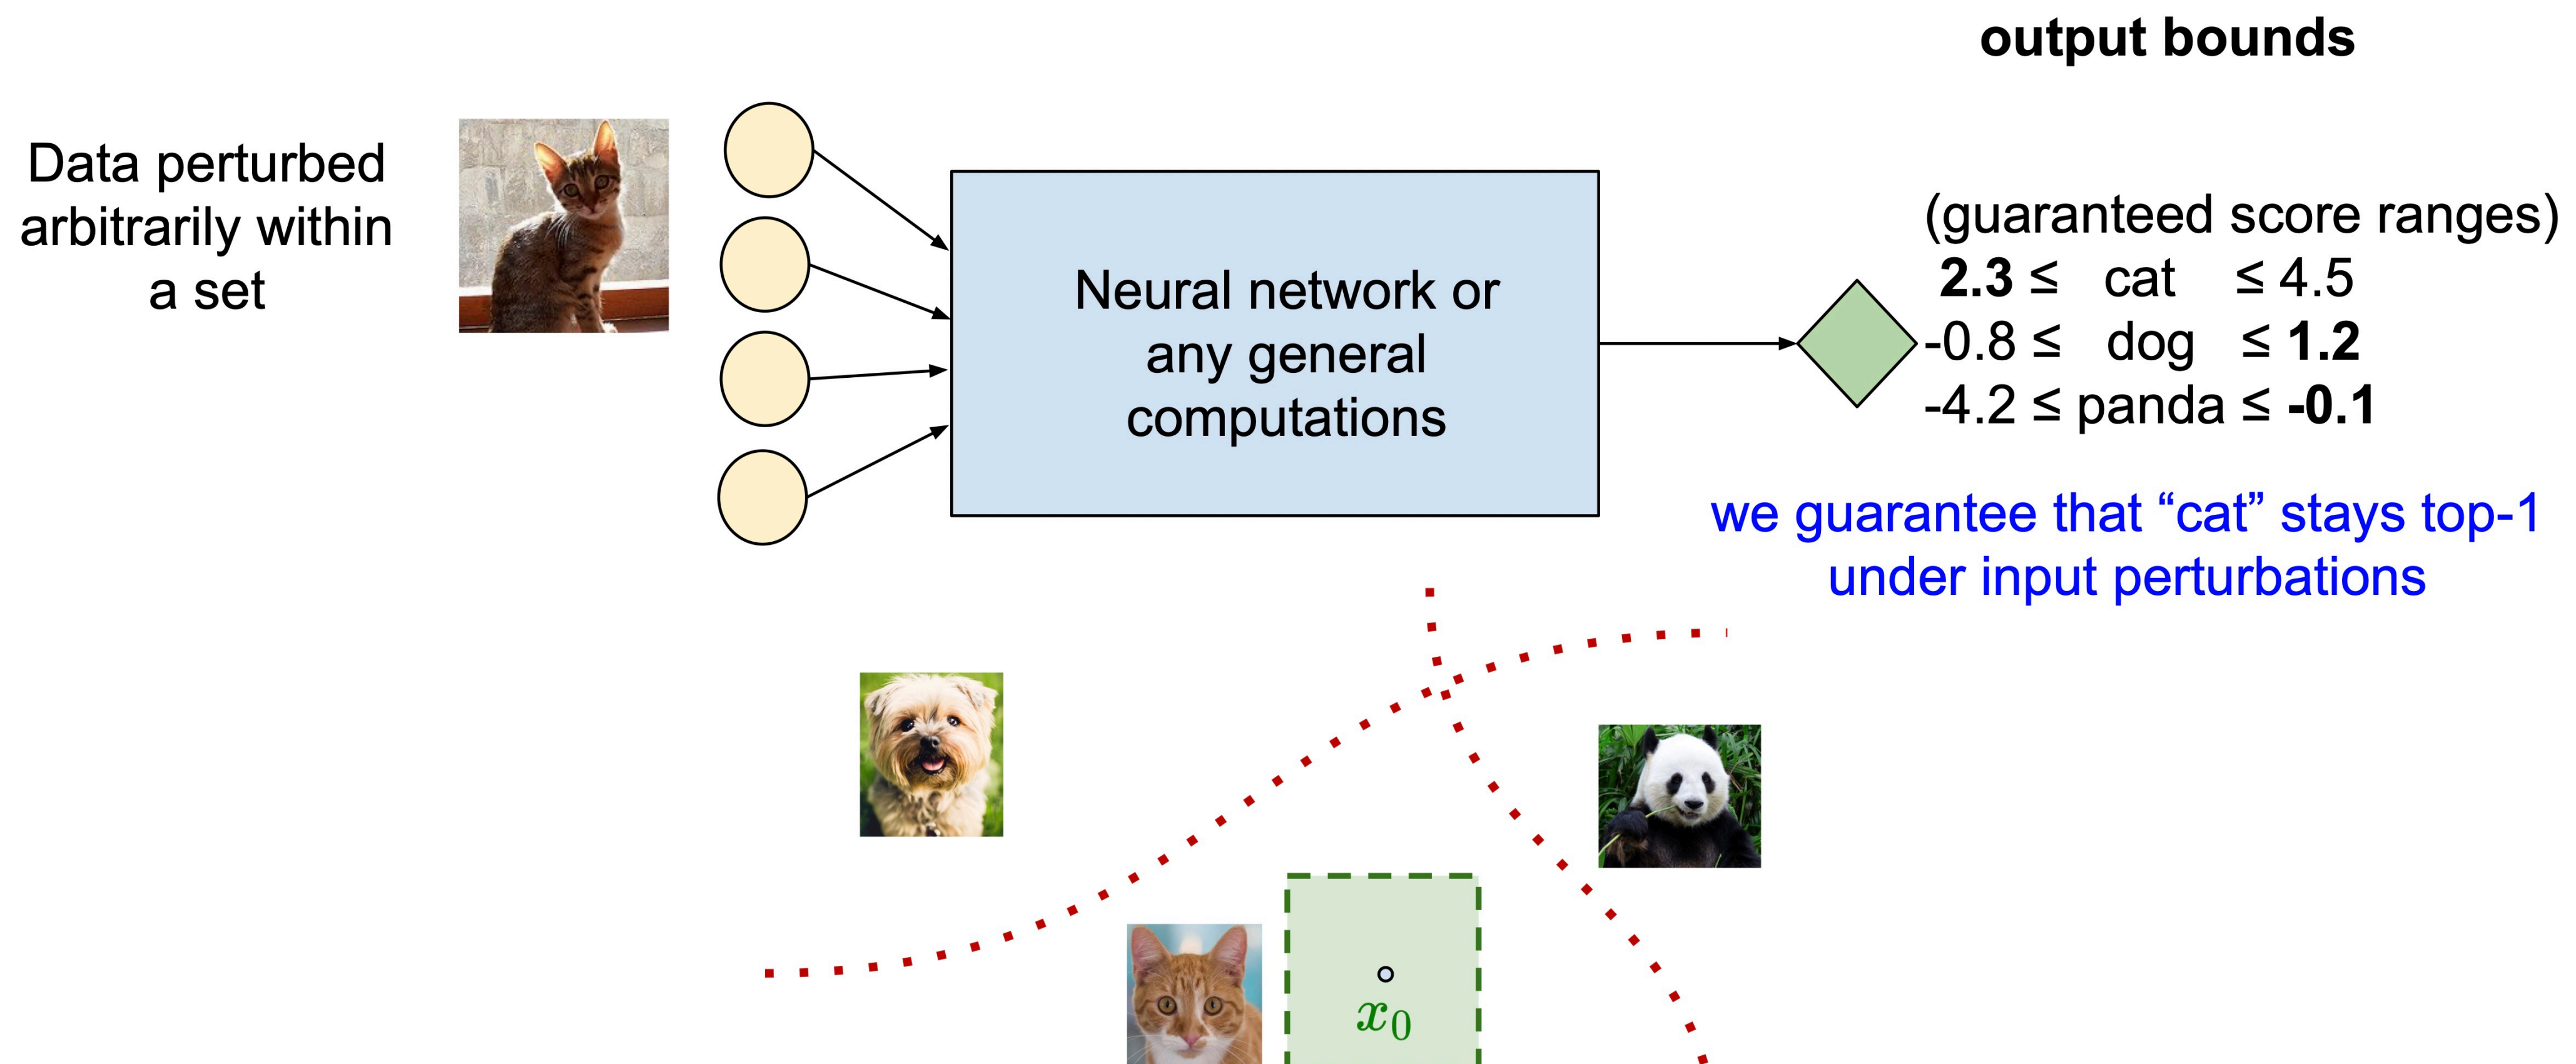 output bounds
Data perturbed
arbitrarily within
a set
Neural network or
any general
computations
(guaranteed score ranges)
2.3 ≤ cat ≤ 4.5
-0.8 ≤ dog ≤ 1.2
-4.2 ≤ panda ≤ -0.1
we guarantee that “cat” stays top-1
under input perturbations
x₀